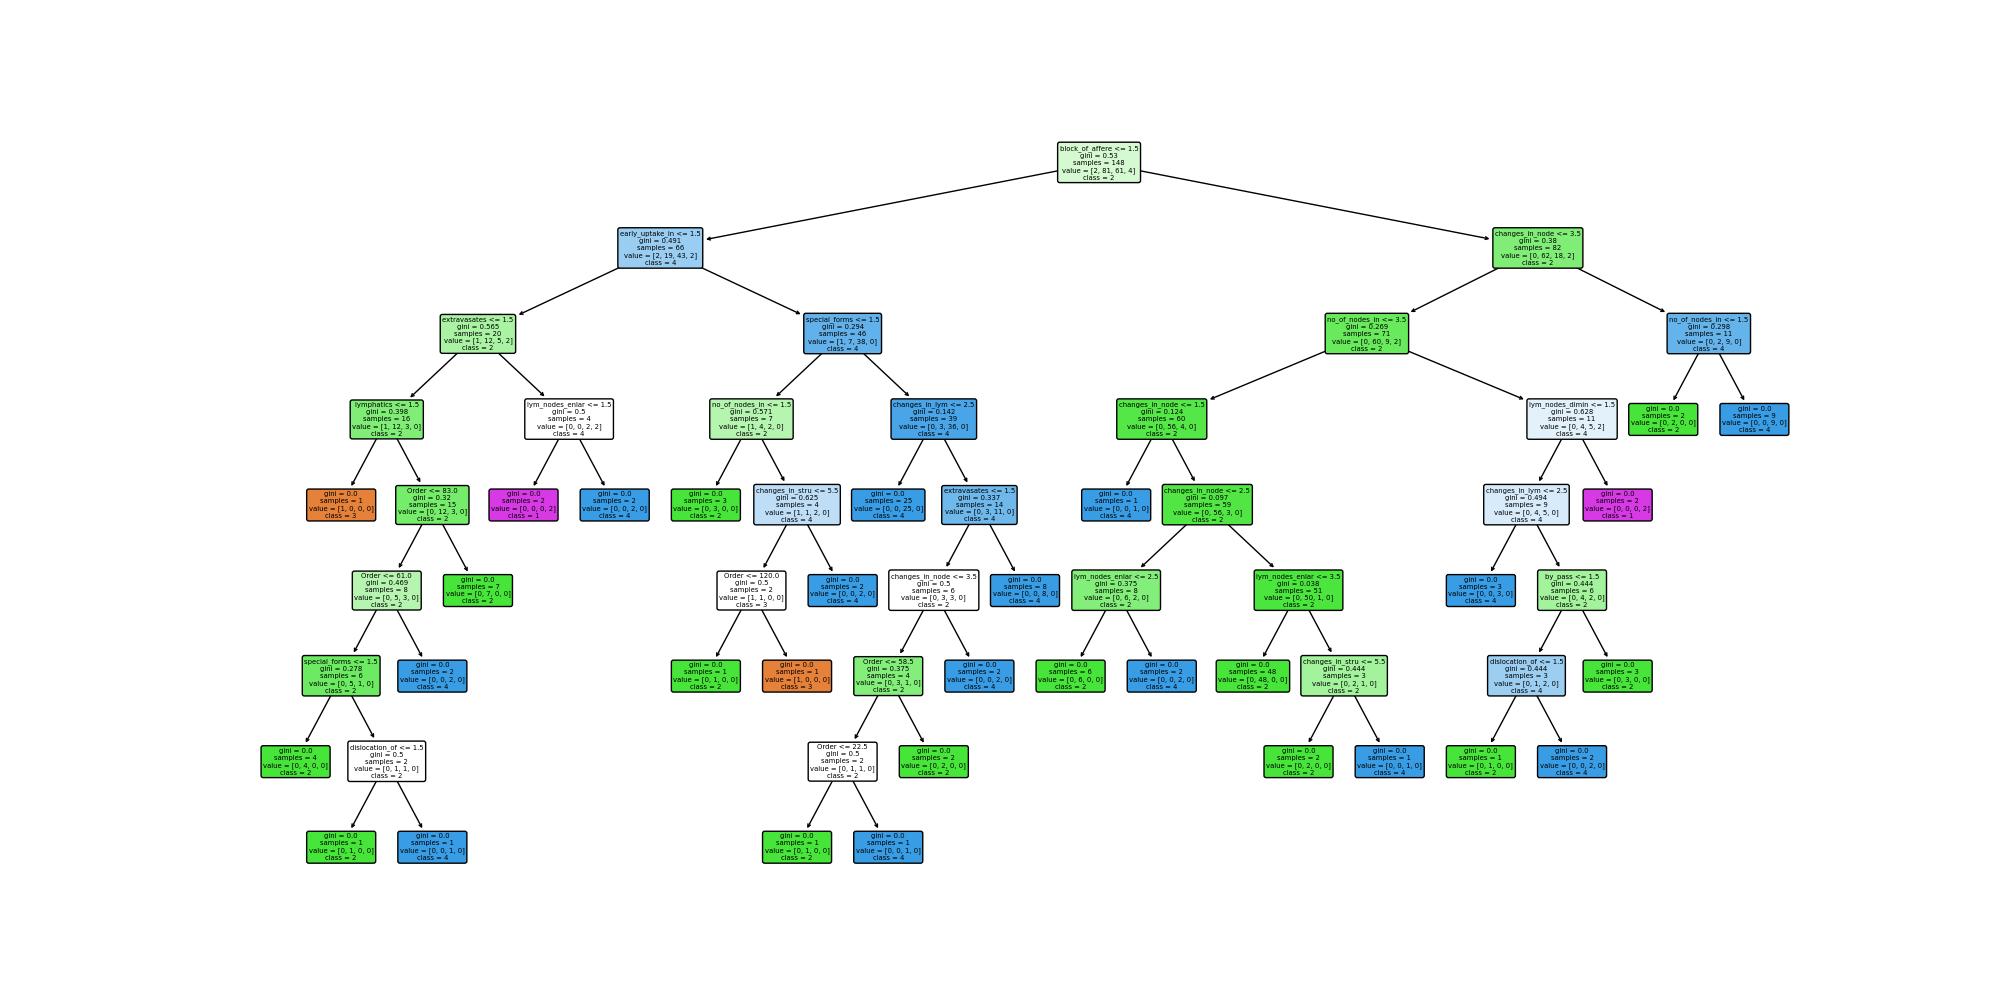 block_of_affere <= 1.5
gini = 0.53
samples = 148
value = [2, 81, 61, 4]
class = 2
early_uptake_in <= 1.5
gini = 0.491
samples = 66
value = [2, 19, 43, 2]
class = 4
changes_in_node <= 3.5
gini = 0.38
samples = 82
value = [0, 62, 18, 2]
class = 2
extravasates <= 1.5
gini = 0.565
samples = 20
value = [1, 12, 5, 2]
class = 2
special_forms <= 1.5
gini = 0.294
samples = 46
value = [1, 7, 38, 0]
class = 4
no_of_nodes_in <= 3.5
gini = 0.269
samples = 71
value = [0, 60, 9, 2]
class = 2
no_of_nodes_in <= 1.5
gini = 0.298
samples = 11
value = [0, 2, 9, 0]
class = 4
lymphatics <= 1.5
gini = 0.398
samples = 16
value = [1, 12, 3, 0]
class = 2
lym_nodes_enlar <= 1.5
gini = 0.5
samples = 4
value = [0, 0, 2, 2]
class = 4
no_of_nodes_in <= 1.5
gini = 0.571
samples = 7
value = [1, 4, 2, 0]
class = 2
changes_in_lym <= 2.5
gini = 0.142
samples = 39
value = [0, 3, 36, 0]
class = 4
changes_in_node <= 1.5
gini = 0.124
samples = 60
value = [0, 56, 4, 0]
class = 2
lym_nodes_dimin <= 1.5
gini = 0.628
samples = 11
value = [0, 4, 5, 2]
class = 4
gini = 0.0
samples = 2
value = [0, 2, 0, 0]
class = 2
gini = 0.0
samples = 9
value = [0, 0, 9, 0]
class = 4
gini = 0.0
samples = 1
value = [1, 0, 0, 0]
class = 3
Order <= 83.0
gini = 0.32
samples = 15
value = [0, 12, 3, 0]
class = 2
gini = 0.0
samples = 2
value = [0, 0, 0, 2]
class = 1
gini = 0.0
samples = 2
value = [0, 0, 2, 0]
class = 4
gini = 0.0
samples = 3
value = [0, 3, 0, 0]
class = 2
changes_in_stru <= 5.5
gini = 0.625
samples = 4
value = [1, 1, 2, 0]
class = 4
gini = 0.0
samples = 25
value = [0, 0, 25, 0]
class = 4
extravasates <= 1.5
gini = 0.337
samples = 14
value = [0, 3, 11, 0]
class = 4
gini = 0.0
samples = 1
value = [0, 0, 1, 0]
class = 4
changes_in_node <= 2.5
gini = 0.097
samples = 59
value = [0, 56, 3, 0]
class = 2
changes_in_lym <= 2.5
gini = 0.494
samples = 9
value = [0, 4, 5, 0]
class = 4
gini = 0.0
samples = 2
value = [0, 0, 0, 2]
class = 1
Order <= 61.0
gini = 0.469
samples = 8
value = [0, 5, 3, 0]
class = 2
gini = 0.0
samples = 7
value = [0, 7, 0, 0]
class = 2
Order <= 120.0
gini = 0.5
samples = 2
value = [1, 1, 0, 0]
class = 3
gini = 0.0
samples = 2
value = [0, 0, 2, 0]
class = 4
changes_in_node <= 3.5
gini = 0.5
samples = 6
value = [0, 3, 3, 0]
class = 2
gini = 0.0
samples = 8
value = [0, 0, 8, 0]
class = 4
lym_nodes_enlar <= 2.5
gini = 0.375
samples = 8
value = [0, 6, 2, 0]
class = 2
lym_nodes_enlar <= 3.5
gini = 0.038
samples = 51
value = [0, 50, 1, 0]
class = 2
gini = 0.0
samples = 3
value = [0, 0, 3, 0]
class = 4
by_pass <= 1.5
gini = 0.444
samples = 6
value = [0, 4, 2, 0]
class = 2
special_forms <= 1.5
gini = 0.278
samples = 6
value = [0, 5, 1, 0]
class = 2
gini = 0.0
samples = 2
value = [0, 0, 2, 0]
class = 4
gini = 0.0
samples = 1
value = [0, 1, 0, 0]
class = 2
gini = 0.0
samples = 1
value = [1, 0, 0, 0]
class = 3
Order <= 58.5
gini = 0.375
samples = 4
value = [0, 3, 1, 0]
class = 2
gini = 0.0
samples = 2
value = [0, 0, 2, 0]
class = 4
gini = 0.0
samples = 6
value = [0, 6, 0, 0]
class = 2
gini = 0.0
samples = 2
value = [0, 0, 2, 0]
class = 4
gini = 0.0
samples = 48
value = [0, 48, 0, 0]
class = 2
changes_in_stru <= 5.5
gini = 0.444
samples = 3
value = [0, 2, 1, 0]
class = 2
dislocation_of <= 1.5
gini = 0.444
samples = 3
value = [0, 1, 2, 0]
class = 4
gini = 0.0
samples = 3
value = [0, 3, 0, 0]
class = 2
gini = 0.0
samples = 4
value = [0, 4, 0, 0]
class = 2
dislocation_of <= 1.5
gini = 0.5
samples = 2
value = [0, 1, 1, 0]
class = 2
Order <= 22.5
gini = 0.5
samples = 2
value = [0, 1, 1, 0]
class = 2
gini = 0.0
samples = 2
value = [0, 2, 0, 0]
class = 2
gini = 0.0
samples = 2
value = [0, 2, 0, 0]
class = 2
gini = 0.0
samples = 1
value = [0, 0, 1, 0]
class = 4
gini = 0.0
samples = 1
value = [0, 1, 0, 0]
class = 2
gini = 0.0
samples = 2
value = [0, 0, 2, 0]
class = 4
gini = 0.0
samples = 1
value = [0, 1, 0, 0]
class = 2
gini = 0.0
samples = 1
value = [0, 0, 1, 0]
class = 4
gini = 0.0
samples = 1
value = [0, 1, 0, 0]
class = 2
gini = 0.0
samples = 1
value = [0, 0, 1, 0]
class = 4